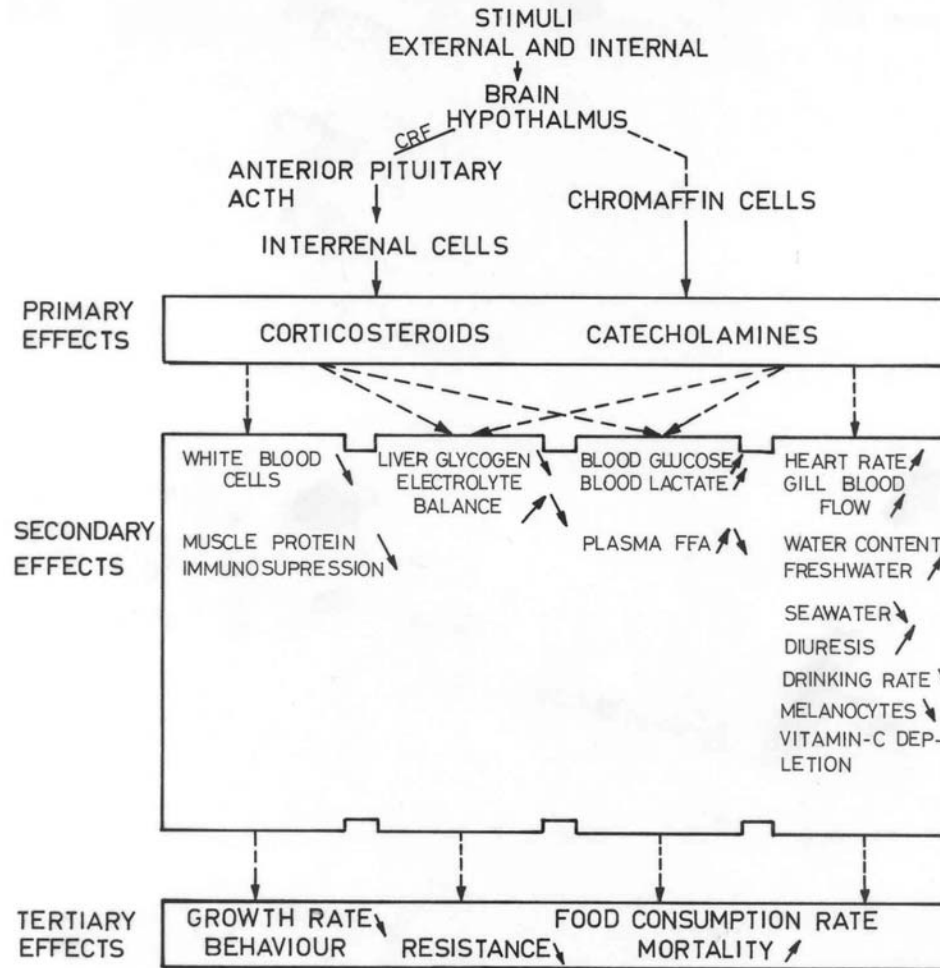 STIMULI
EXTERNAL AND INTERNAL
BRAIN
HYPOTHALMUS
CRF
ANTERIOR PITUITARY
ACTH
CHROMAFFIN CELLS
INTERRENAL CELLS
PRIMARY
EFFECTS
CORTICOSTEROIDS CATECHOLAMINES
SECONDARY
EFFECTS
WHITE BLOOD
CELLS
MUSCLE PROTEIN
IMMUNOSUPRESSION
LIVER GLYCOGEN
ELECTROLYTE
BALANCE
BLOOD GLUCOSE
BLOOD LACTATE
PLASMA FFA
HEART RATE
GILL BLOOD
FLOW
WATER CONTENT
FRESHWATER
SEAWATER
DIURESIS
DRINKING RATE
MELANOCYTES
VITAMIN-C DEP-
LETION
TERTIARY
EFFECTS
GROWTH RATE
BEHAVIOUR
RESISTANCE
FOOD CONSUMPTION RATE
MORTALITY